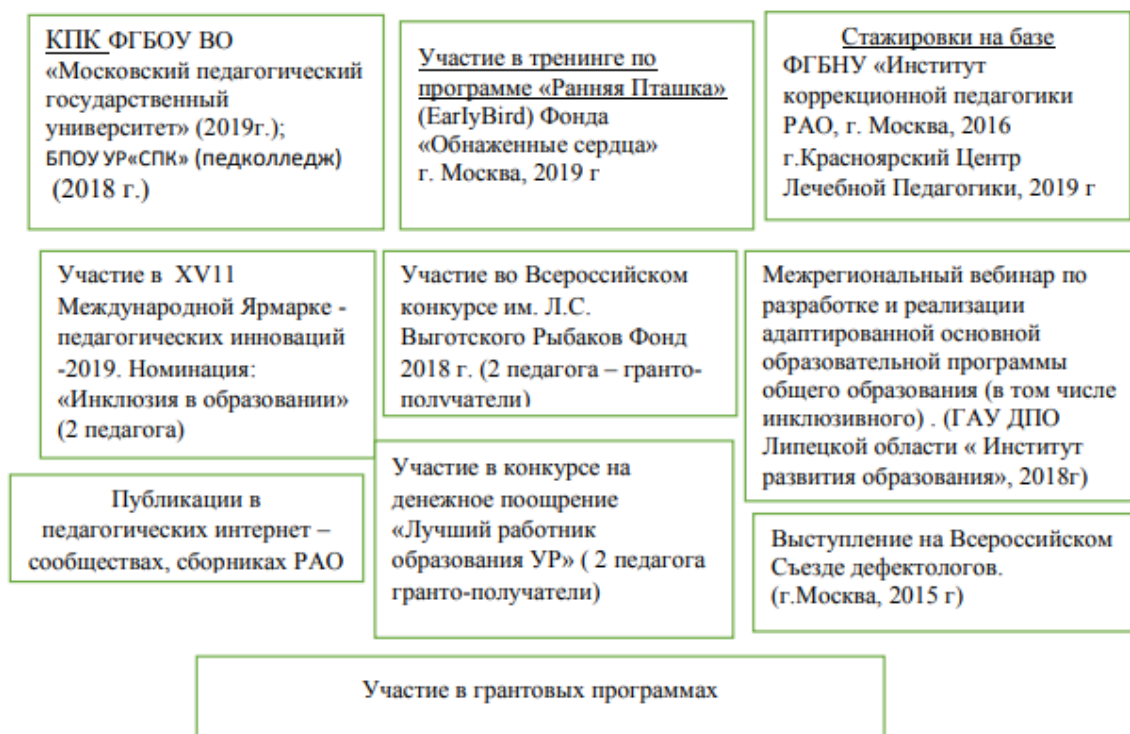 КПК ФГБОУ ВО
«Московский педагогический
государственный
университет» (2019г.);
БПОУ УР«СПК» (педколледж)
(2018 г.)
Участие в тренинге по
программе «Ранняя Пташка»
(EarIyBird) Фонда
«Обнаженные сердца»
г. Москва, 2019 г
Стажировки на базе
ФГБНУ «Институт
коррекционной педагогики
РАО, г. Москва, 2016
г.Красноярский Центр
Лечебной Педагогики, 2019 г
Участие в XV11
Международной Ярмарке -
педагогических инноваций
-2019. Номинация:
«Инклюзия в образовании»
(2 педагога)
Участие во Всероссийском
конкурсе им. Л.С.
Выготского Рыбаков Фонд
2018 г. (2 педагога – гранто-
получатели)
Межрегиональный вебинар по
разработке и реализации
адаптированной основной
образовательной программы
общего образования (в том числе
инклюзивного) . (ГАУ ДПО
Липецкой области « Институт
развития образования», 2018г)
Публикации в
педагогических интернет –
сообществах, сборниках РАО
Участие в конкурсе на
денежное поощрение
«Лучший работник
образования УР» ( 2 педагога
гранто-получатели)
Выступление на Всероссийском
Съезде дефектологов.
(г.Москва, 2015 г)
Участие в грантовых программах